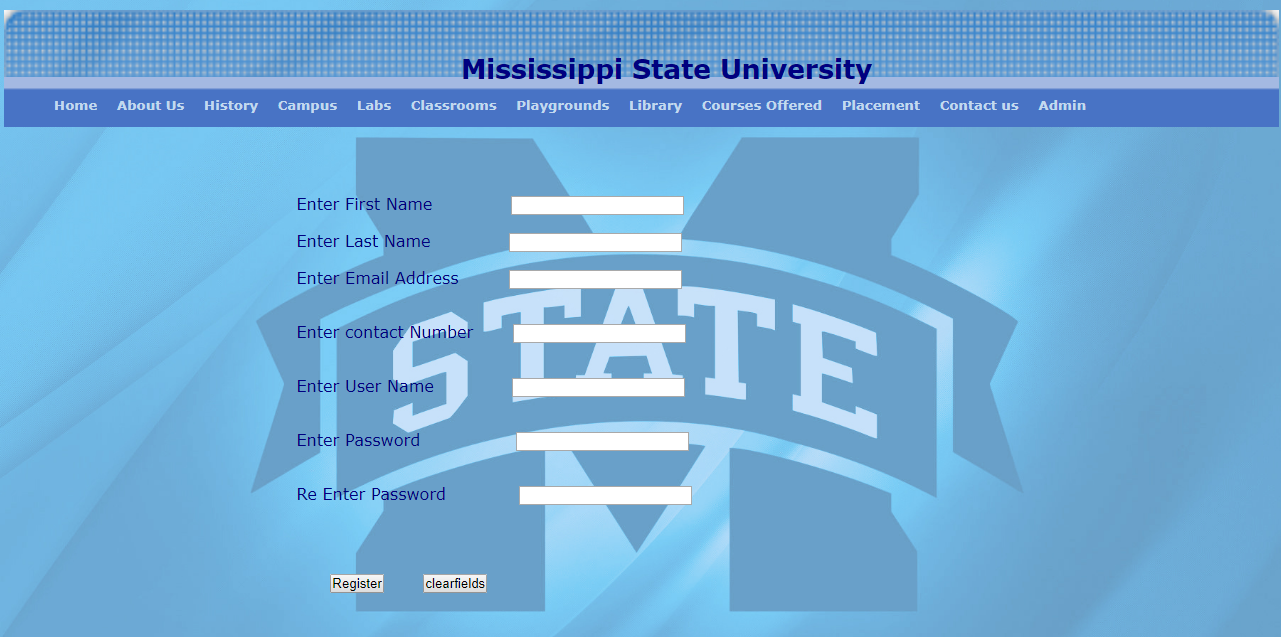 Mississippi State University
Home About Us History Campus Labs Classrooms Playgrounds Library Courses Offered Placement Contact us Admin
Enter First Name
Enter Last Name
Enter Email Address
Enter contact Number
STATE
Enter User Name
Enter Password
Re Enter Password
Register clearfields